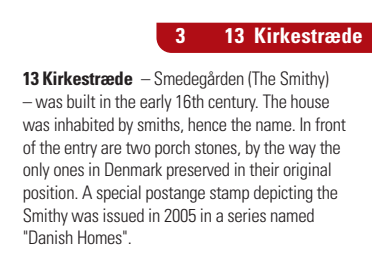 3 13 Kirkestræde
13 Kirkestræde – Smedegården (The Smithy)
– was built in the early 16th century. The house
was inhabited by smiths, hence the name. In front
of the entry are two porch stones, by the way the
only ones in Denmark preserved in their original
position. A special postange stamp depicting the
Smithy was issued in 2005 in a series named
"Danish Homes".